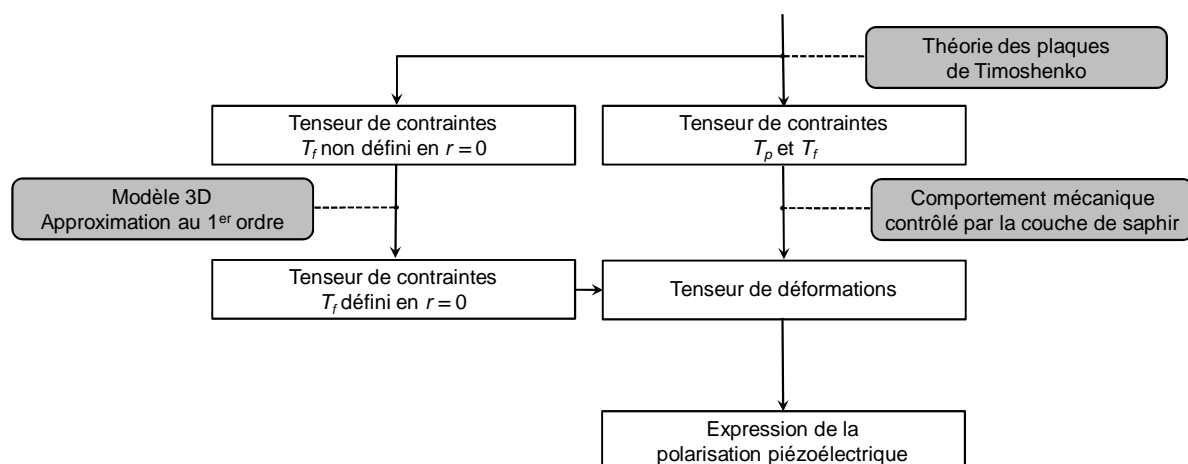 Théorie des plaques
de Timoshenko
Tenseur de contraintes
Tf non défini en r = 0
Tenseur de contraintes
Tp et Tf
Modèle 3D
Approximation au 1er ordre
Comportement mécanique
contrôlé par la couche de saphir
Tenseur de contraintes
Tf défini en r = 0
Tenseur de déformations
Expression de la
polarisation piézoélectrique